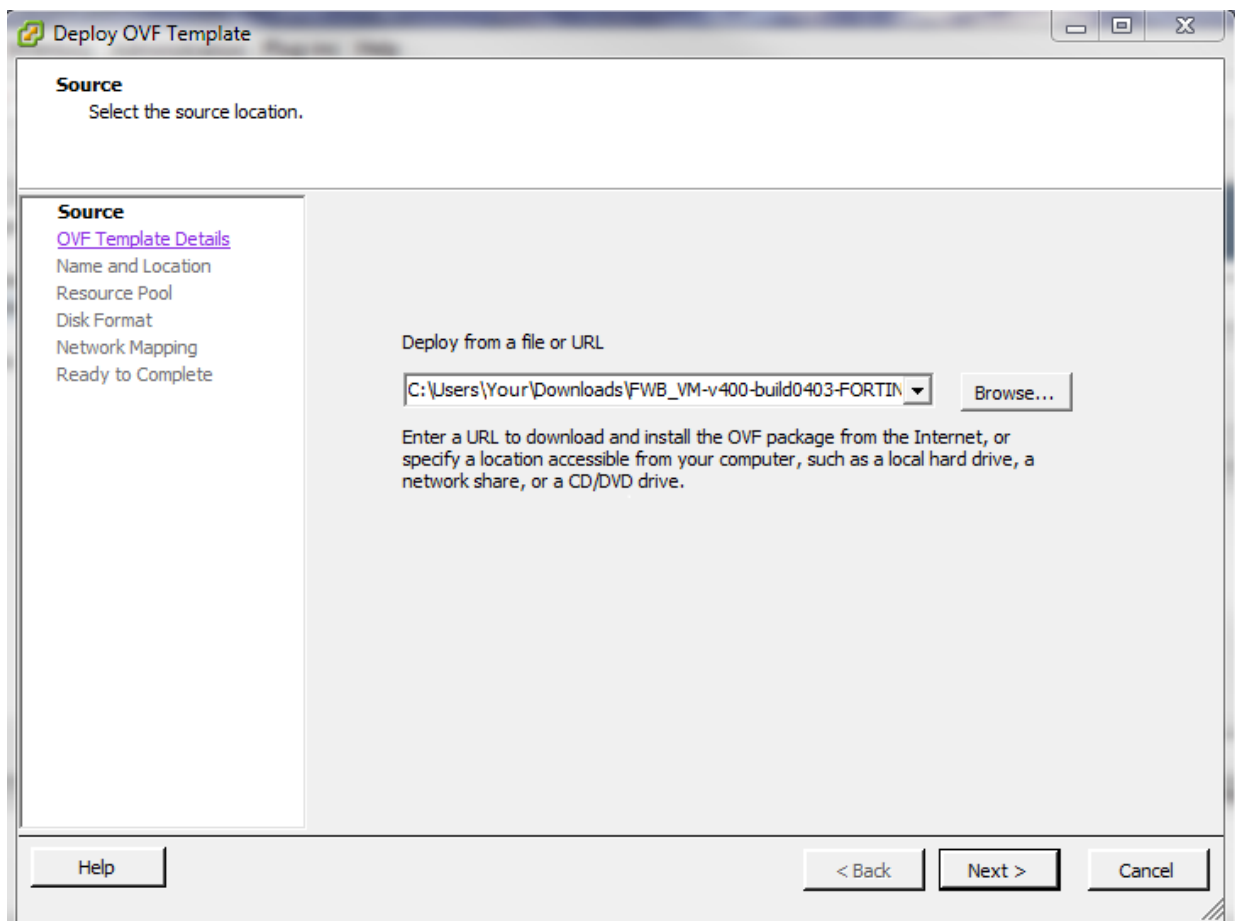 Deploy OVF Template
Source
Select the source location.
Source
OVF Template Details
Name and Location
Resource Pool
Disk Format
Network Mapping
Ready to Complete
Deploy from a file or URL
C:\Users\Your\Downloads\FWB_VM-v400-build0403-FORTIN
Browse...
Enter a URL to download and install the OVF package from the Internet, or
specify a location accessible from your computer, such as a local hard drive, a
network share, or a CD/DVD drive.
Help
< Back
Next >
Cancel